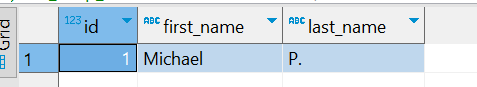 Grid
123 id ABC first_name ABC last_name
1 1 Michael P.